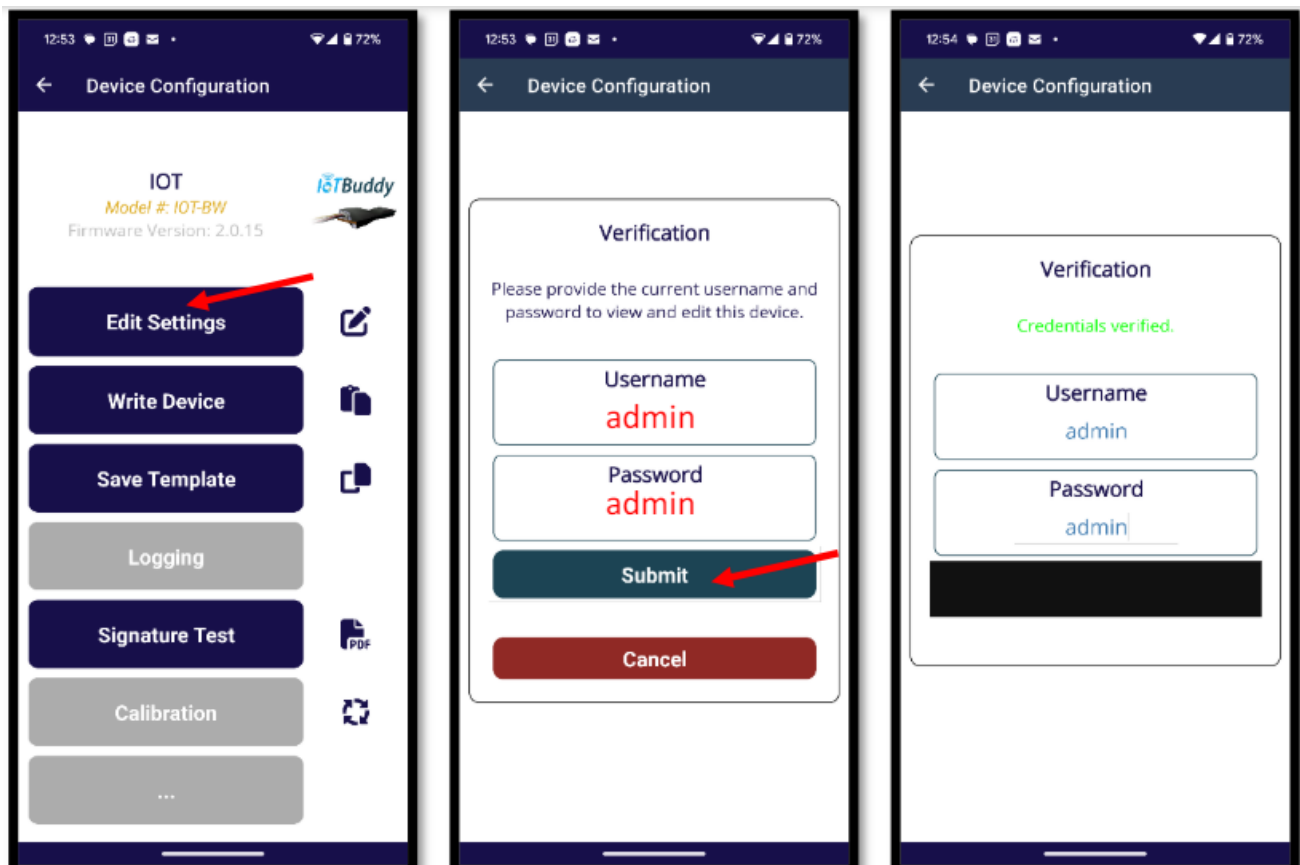 12:53 31 72%
Device Configuration
IOT
Model #: IOT-BW
Firmware Version: 2.0.15
IoTBuddy
Edit Settings
Write Device
Save Template
Logging
Signature Test
PDF
Calibration
...
12:53 31 72%
Device Configuration
Verification
Please provide the current username and
password to view and edit this device.
Username
admin
Password
admin
Submit
Cancel
12:54 31 72%
Device Configuration
Verification
Credentials verified.
Username
admin
Password
admin